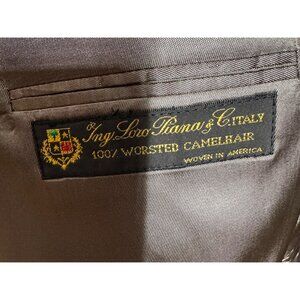 Ing. Loro Piana & C. ITALY
100% WORSTED CAMELHAIR
WOVEN IN AMERICA